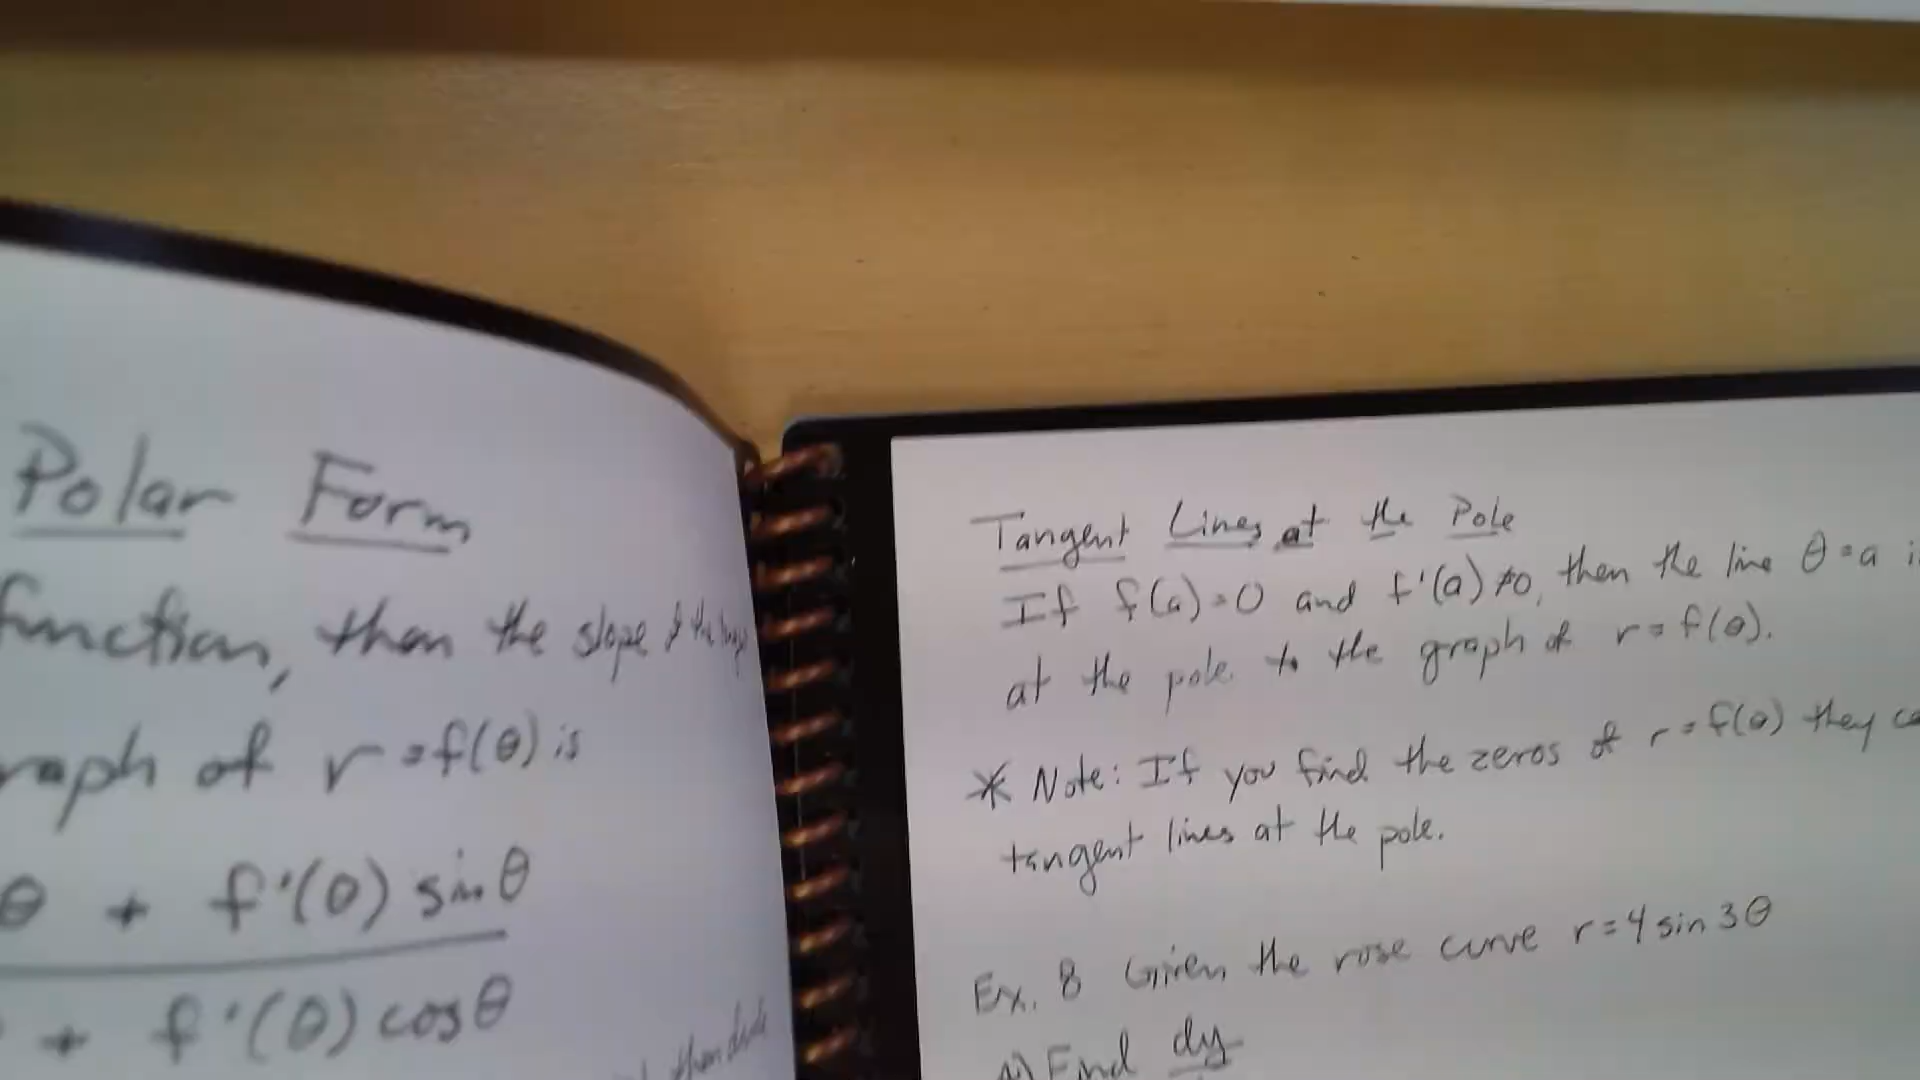 Polar Form
function, then the slope
raph of r = f(θ) is
θ + f'(θ) sin θ
+ f'(θ) cos θ
Tangent Lines at the Pole
If f(a) = 0 and f'(a) ≠ 0, then the line θ = a i
at the pole to the graph of r = f(θ).
* Note: If you find the zeros of r = f(θ) they ca
tangent lines at the pole.
Ex. 8 Given the rose curve r = 4 sin 3θ
a) Find dy